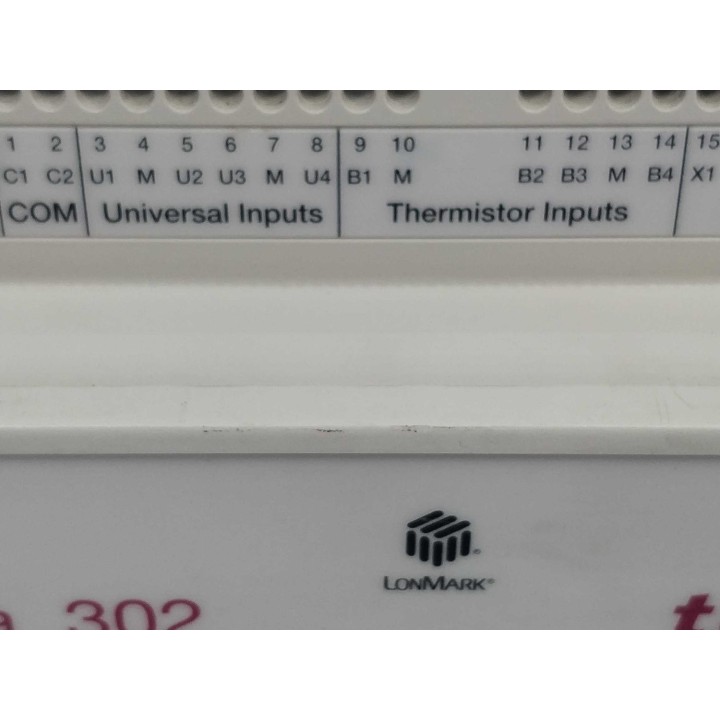 1 2 3 4 5 6 7 8 9 10 11 12 13 14 15
C1 C2 U1 M U2 U3 M U4 B1 M B2 B3 M B4 X1
COM Universal Inputs Thermistor Inputs
LONMARK®
a 302 t